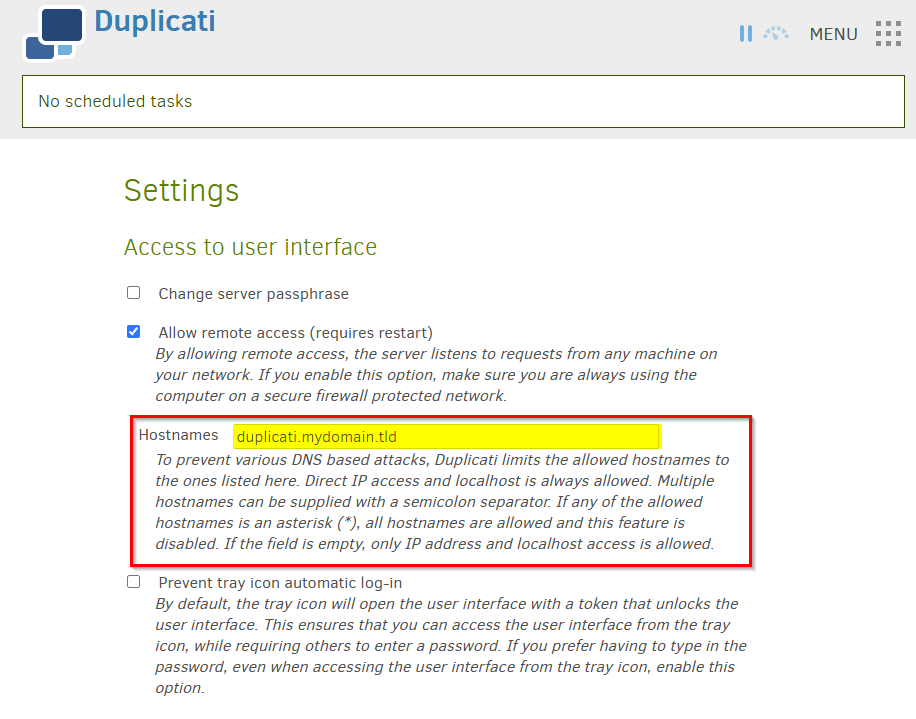 Duplicati
MENU
No scheduled tasks
Settings
Access to user interface
Change server passphrase
Allow remote access (requires restart)
By allowing remote access, the server listens to requests from any machine on
your network. If you enable this option, make sure you are always using the
computer on a secure firewall protected network.
Hostnames duplicati.mydomain.tld
To prevent various DNS based attacks, Duplicati limits the allowed hostnames to
the ones listed here. Direct IP access and localhost is always allowed. Multiple
hostnames can be supplied with a semicolon separator. If any of the allowed
hostnames is an asterisk (*), all hostnames are allowed and this feature is
disabled. If the field is empty, only IP address and localhost access is allowed.
Prevent tray icon automatic log-in
By default, the tray icon will open the user interface with a token that unlocks the
user interface. This ensures that you can access the user interface from the tray
icon, while requiring others to enter a password. If you prefer having to type in the
password, even when accessing the user interface from the tray icon, enable this
option.